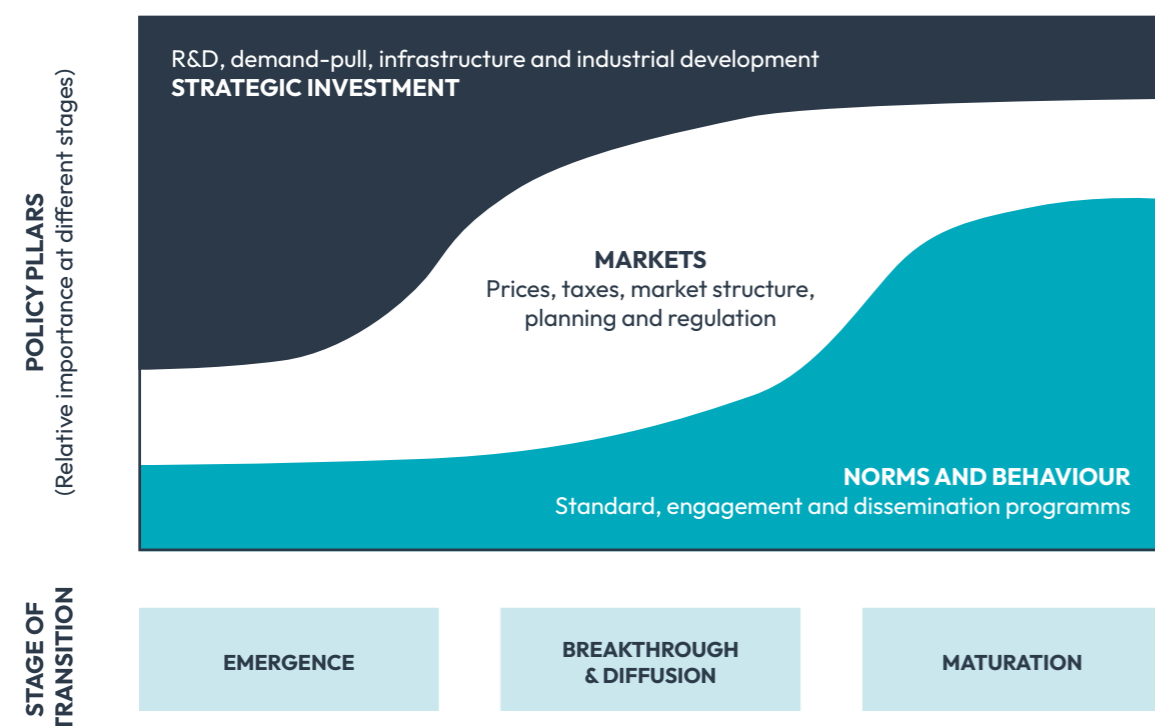 R&D, demand-pull, infrastructure and industrial development
STRATEGIC INVESTMENT
POLICY PLLARS
(Relative importance at different stages)
MARKETS
Prices, taxes, market structure,
planning and regulation
NORMS AND BEHAVIOUR
Standard, engagement and dissemination programms
STAGE OF
TRANSITION
EMERGENCE
BREAKTHROUGH
& DIFFUSION
MATURATION